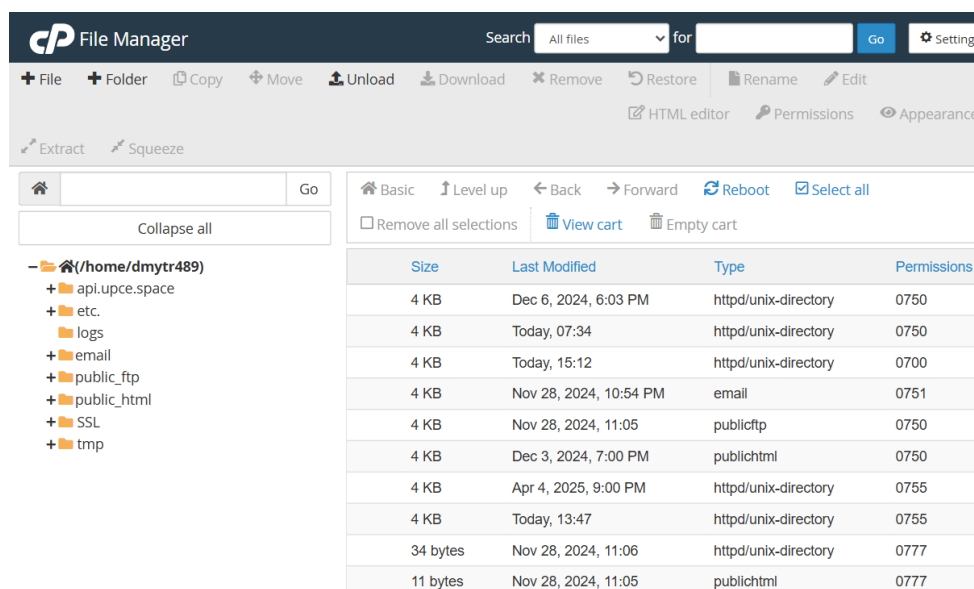 cP File Manager Search All files for Go Setting
File Folder Copy Move Unload Download Remove Restore Rename Edit
HTML editor Permissions Appearance
Extract Squeeze
Go Basic Level up Back Forward Reboot Select all
Collapse all Remove all selections View cart Empty cart
(/home/dmytr489)
api.upce.space
etc.
logs
email
public_ftp
public_html
SSL
tmp
Size Last Modified Type Permissions
4 KB Dec 6, 2024, 6:03 PM httpd/unix-directory 0750
4 KB Today, 07:34 httpd/unix-directory 0750
4 KB Today, 15:12 httpd/unix-directory 0700
4 KB Nov 28, 2024, 10:54 PM email 0751
4 KB Nov 28, 2024, 11:05 publicftp 0750
4 KB Dec 3, 2024, 7:00 PM publichtml 0750
4 KB Apr 4, 2025, 9:00 PM httpd/unix-directory 0755
4 KB Today, 13:47 httpd/unix-directory 0755
34 bytes Nov 28, 2024, 11:06 httpd/unix-directory 0777
11 bytes Nov 28, 2024, 11:05 publichtml 0777